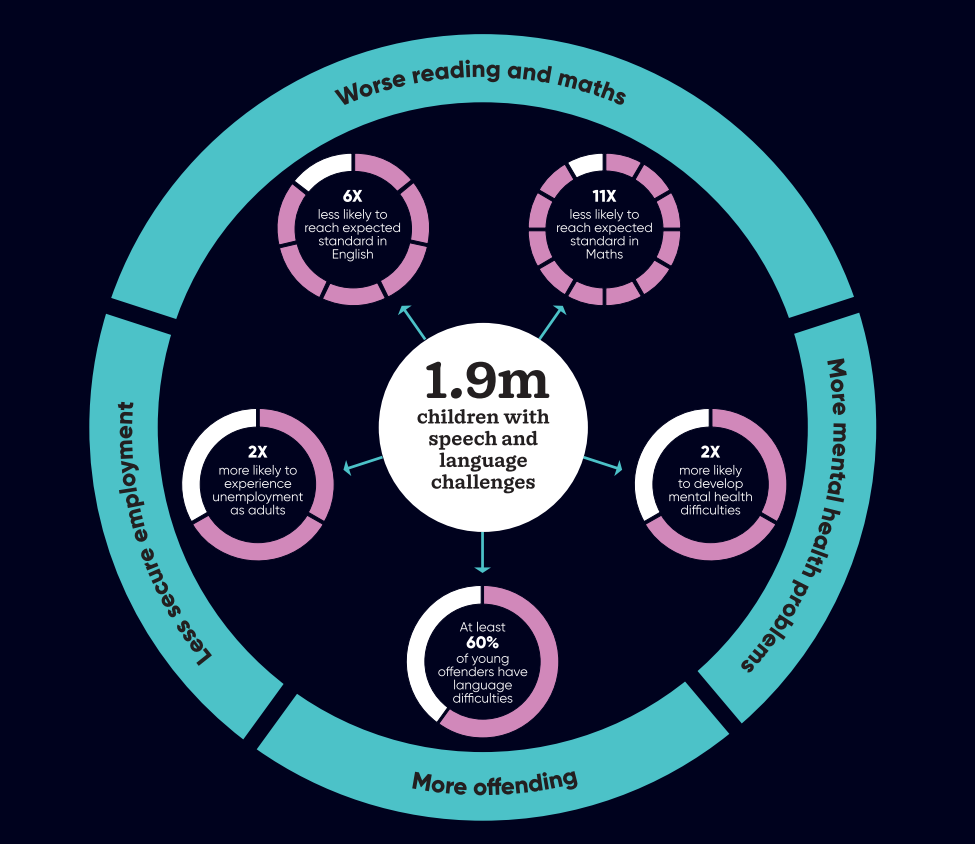 Worse reading and maths
6X
less likely to
reach expected
standard in
English
11X
less likely to
reach expected
standard in
Maths
1.9m
children with
speech and
language
challenges
Less secure employment
2X
more likely to
experience
unemployment
as adults
2X
more likely
to develop
mental health
difficulties
More mental health problems
At least
60%
of young
offenders have
language
difficulties
More offending